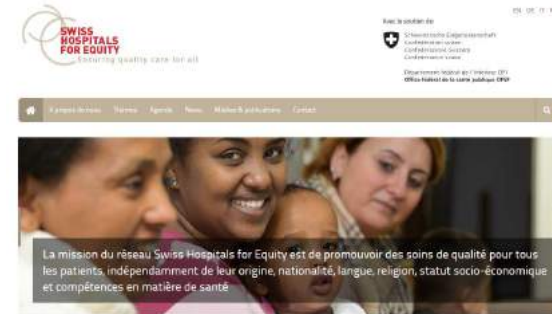 EN DE IT
SWISS
HOSPITALS
FOR EQUITY
Ensuring quality care for all
Avec le soutien de:
Schweizerische Eidgenossenschaft
Confédération suisse
Confederazione Svizzera
Confederaziun svizra
Département fédéral de l'intérieur DFI
Office fédéral de la santé publique OFSP
A propos de nous Thèmes Agenda News Médias & publications Contact
La mission du réseau Swiss Hospitals for Equity est de promouvoir des soins de qualité pour tous
les patients, indépendamment de leur origine, nationalité, langue, religion, statut socio-économique
et compétences en matière de santé